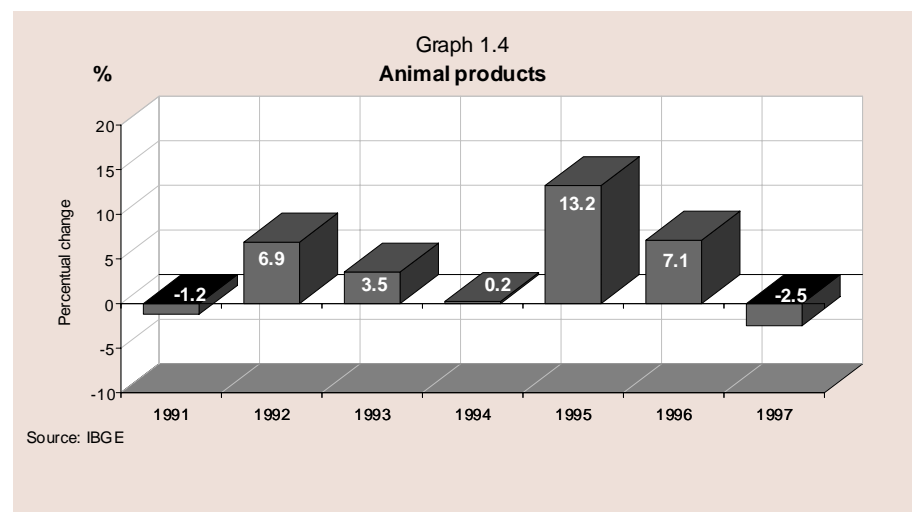 Graph 1.4
% Animal products
Percentual change
20
15
10
5
0
-5
-10
-1.2 6.9 3.5 0.2 13.2 7.1 -2.5
1991 1992 1993 1994 1995 1996 1997
Source: IBGE